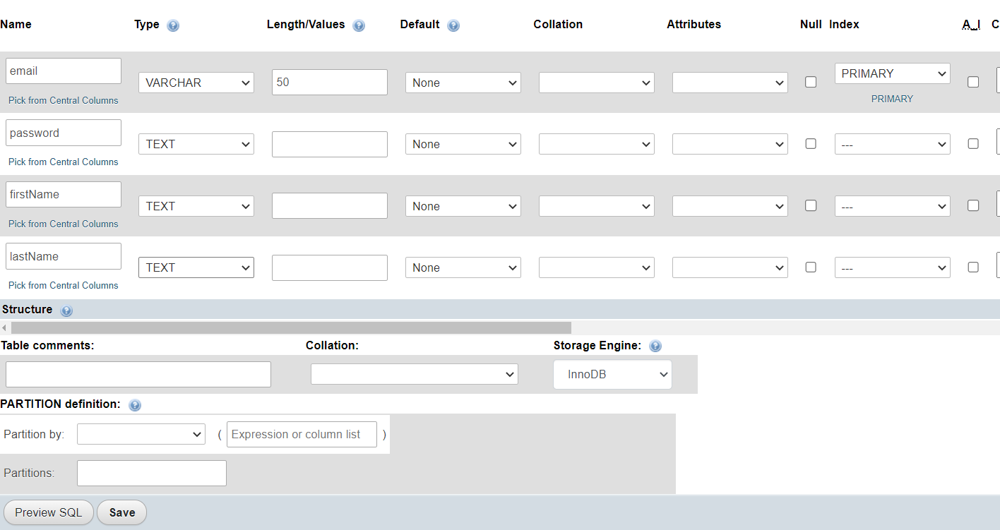 Name Type Length/Values Default Collation Attributes Null Index A_I C
email VARCHAR 50 None PRIMARY
Pick from Central Columns PRIMARY
password TEXT None ---
Pick from Central Columns
firstName TEXT None ---
Pick from Central Columns
lastName TEXT None ---
Pick from Central Columns
Structure
Table comments: Collation: Storage Engine:
InnoDB
PARTITION definition:
Partition by: ( Expression or column list )
Partitions:
Preview SQL Save